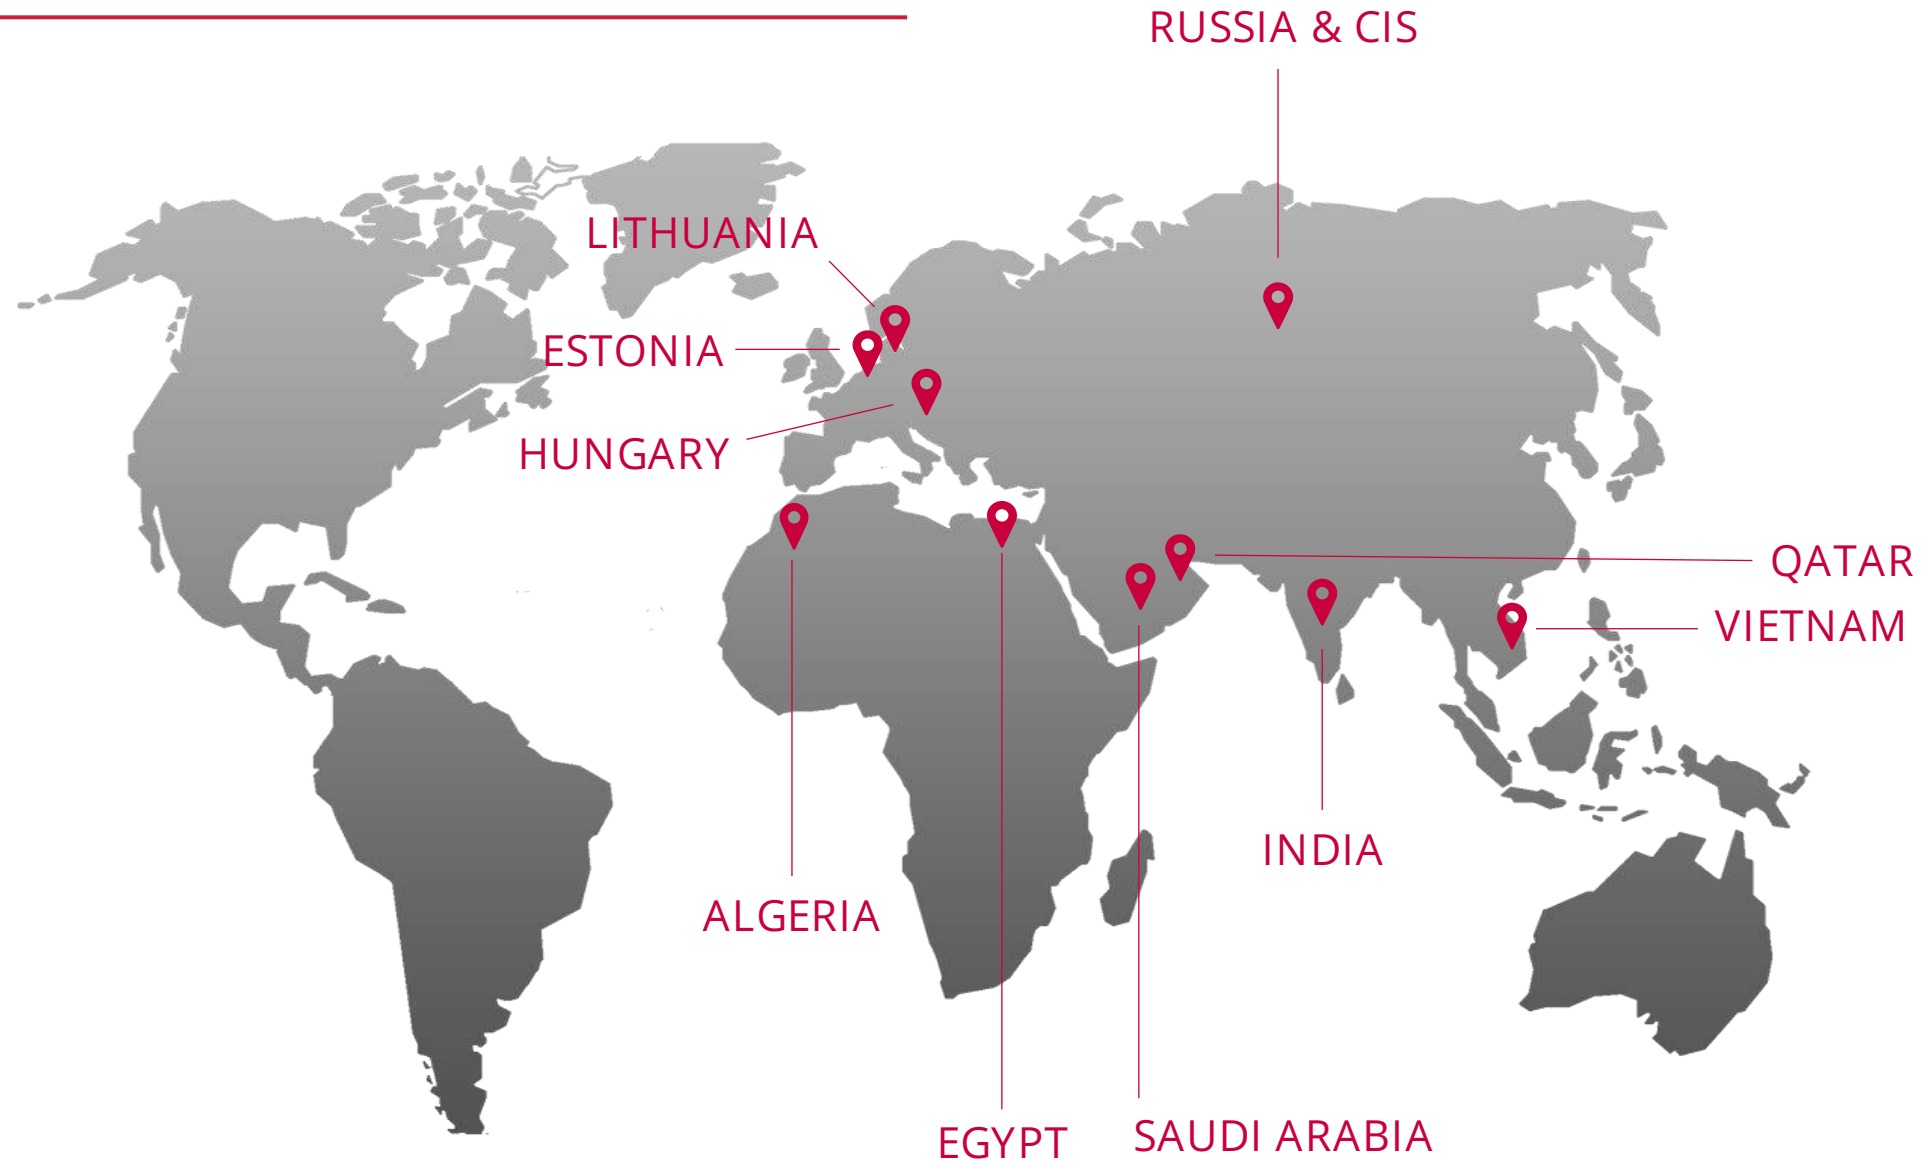 RUSSIA & CIS
LITHUANIA
ESTONIA
HUNGARY
QATAR
VIETNAM
INDIA
ALGERIA
EGYPT
SAUDI ARABIA